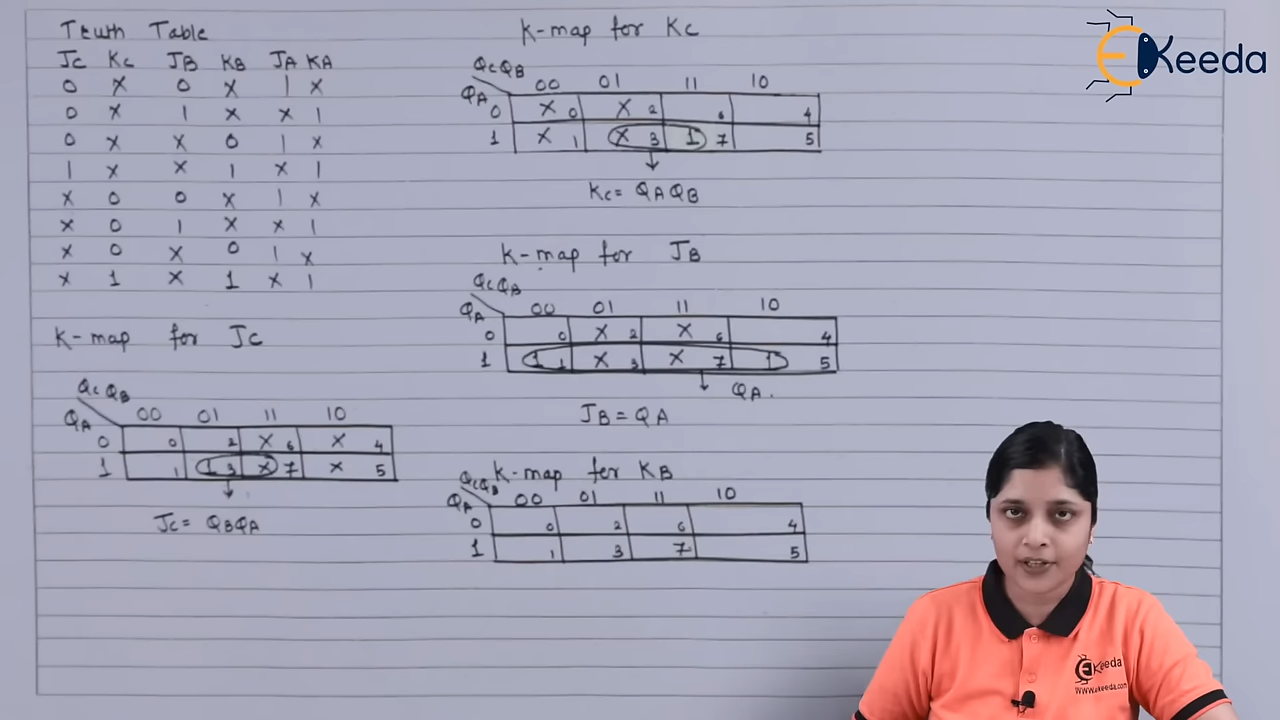 Truth Table
JC KC JB KB JA KA
0 X 0 X 1 X
0 X 1 X X 1
0 X X 0 1 X
1 X X 1 X 1
X 0 0 X 1 X
X 0 1 X X 1
X 0 X 0 1 X
X 1 X 1 X 1
K-map for JC
QCQB
QA 00 01 11 10
0 0 2 X 6 X 4
1 1 1 3 X 7 X 5
JC = QBQA
K-map for KC
QCQB
QA 00 01 11 10
0 X 0 X 2 6 4
1 X 1 X 3 1 7 5
KC = QAQB
K-map for JB
QCQB
QA 00 01 11 10
0 0 X 2 X 6 4
1 1 1 X 3 X 7 1 5
QA.
JB = QA
K-map for KB
QCQB
QA 00 01 11 10
0 0 2 6 4
1 1 3 7 5
EKeeda
EKeeda
www.ekeeda.com